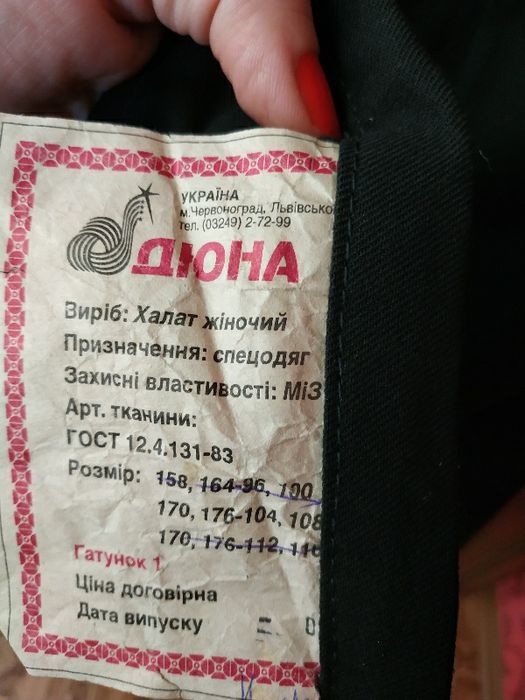 УКРАЇНА
м.Червоноград, Львівсько
тел. (03249) 2-72-99
ДЮНА
Виріб: Халат жіночий
Призначення: спецодяг
Захисні властивості: МіЗ
Арт. тканини:
ГОСТ 12.4.131-83
Розмір: 158, 164-96, 100
170, 176-104, 108
170, 176-112, 116
Гатунок 1
Ціна договірна
Дата випуску